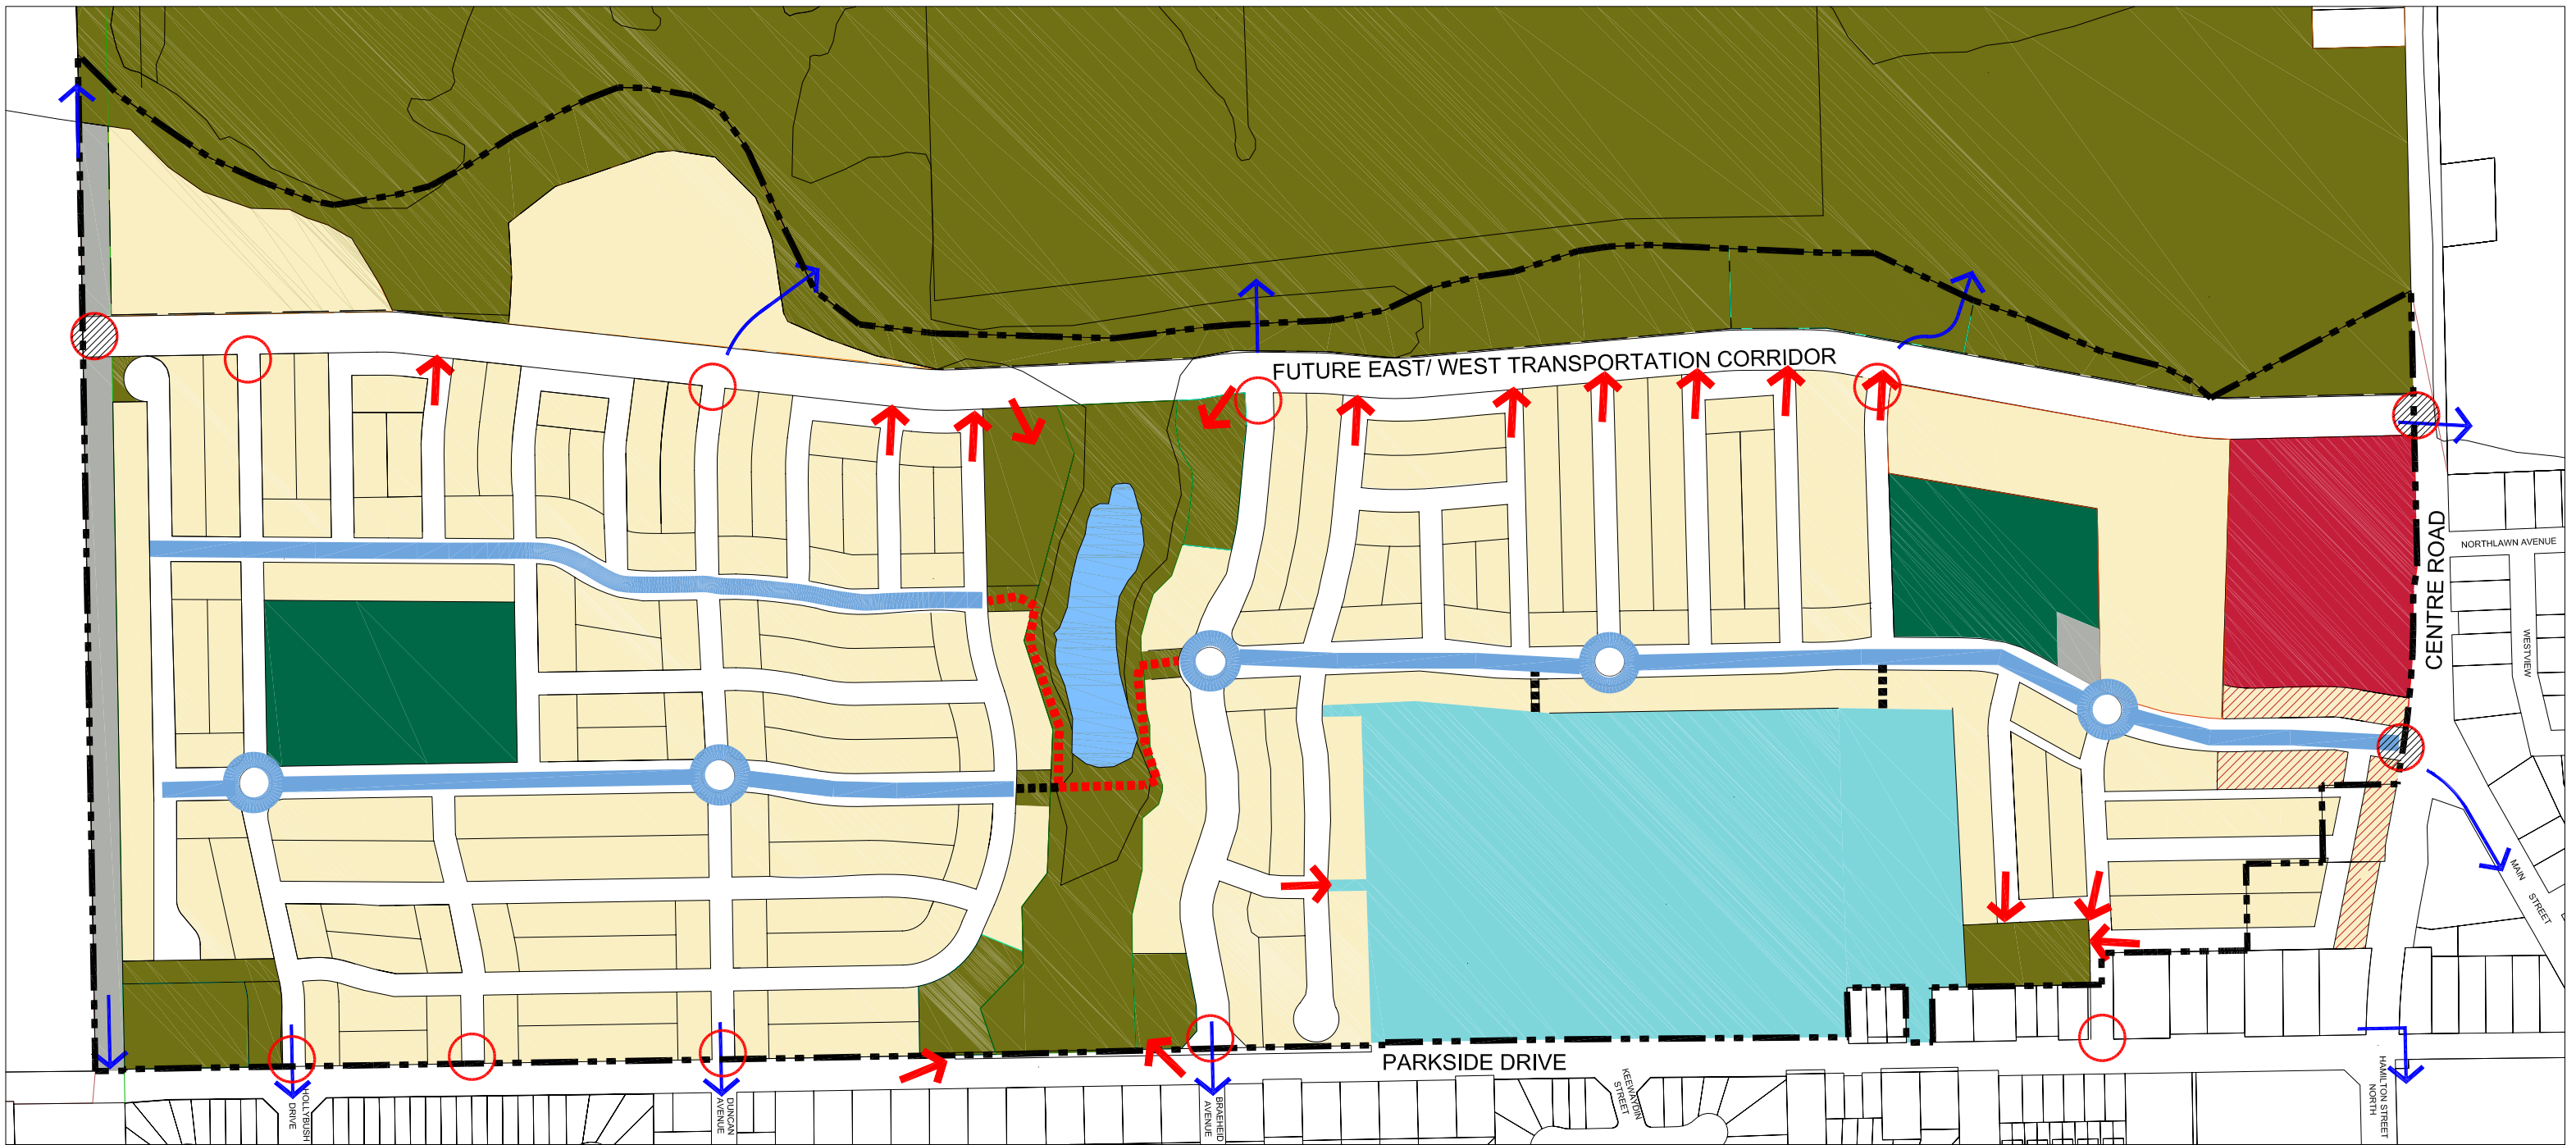 FUTURE EAST/ WEST TRANSPORTATION CORRIDOR
CENTRE ROAD
NORTHLAWN AVENUE
WESTVIEW
MAIN STREET
PARKSIDE DRIVE
HOLLYBUSH
DRIVE
DUNCAN
AVENUE
BRAEHEID
AVENUE
KEEWAYDIN
STREET
HAMILTON STREET
NORTH